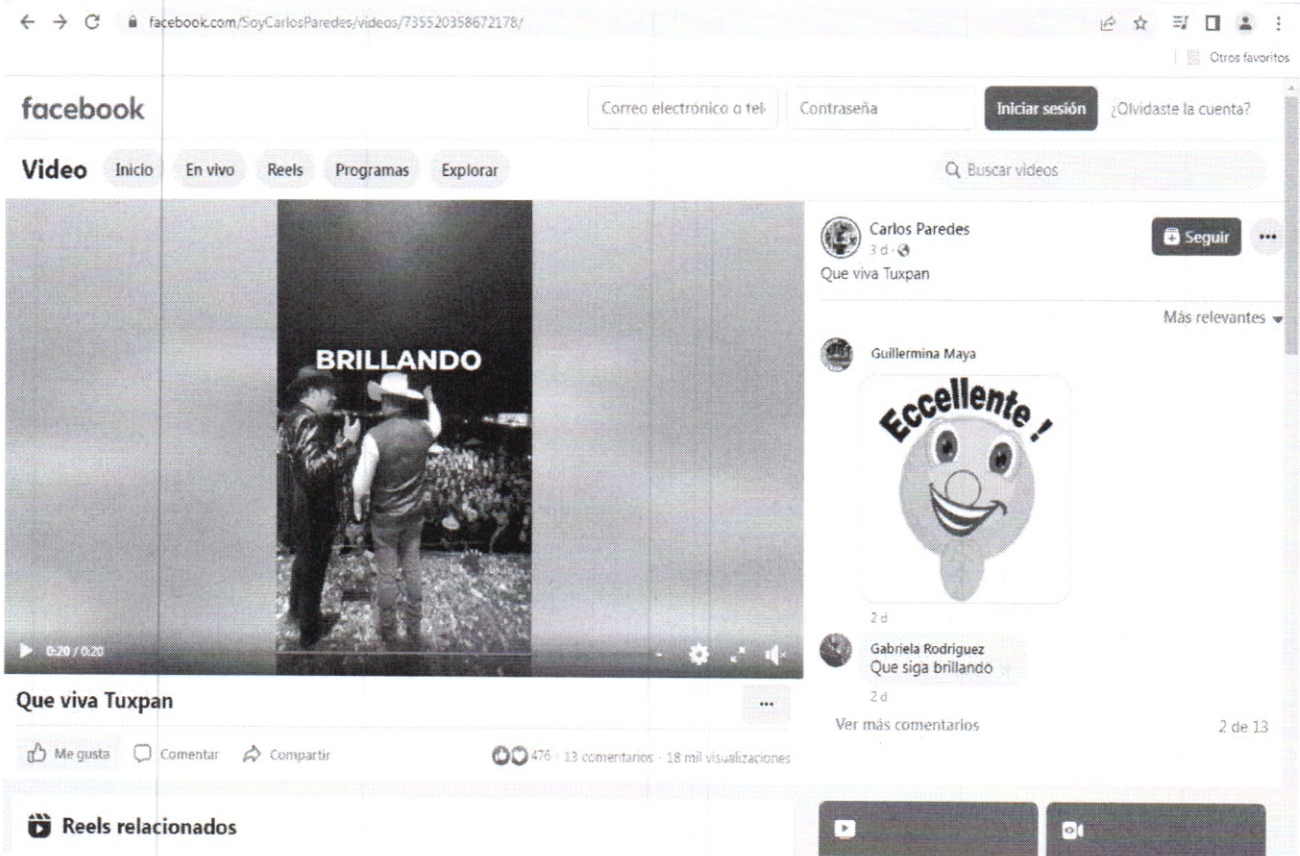 facebook.com/SoyCarlosParedes/videos/735520358672178/
Otros favoritos
facebook
Correo electrónico o tel
Contraseña
Iniciar sesión
¿Olvidaste la cuenta?
Video
Inicio
En vivo
Reels
Programas
Explorar
Buscar videos
BRILLANDO
0:20 / 0:20
Que viva Tuxpan
Me gusta
Comentar
Compartir
476 · 13 comentarios · 18 mil visualizaciones
Reels relacionados
Carlos Paredes
3 d
Seguir
Que viva Tuxpan
Más relevantes
Guillermina Maya
Eccellente !
2 d
Gabriela Rodriguez
Que siga brillando
2 d
Ver más comentarios
2 de 13